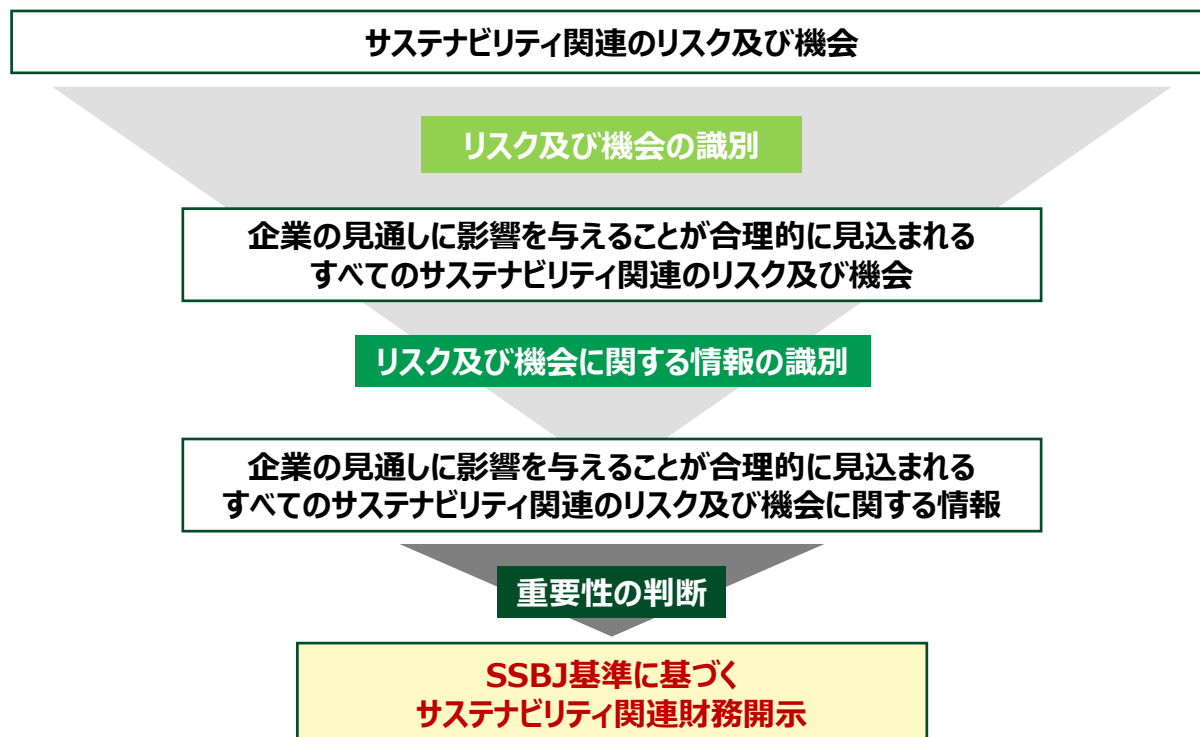 サステナビリティ関連のリスク及び機会
リスク及び機会の識別
企業の見通しに影響を与えることが合理的に見込まれる
すべてのサステナビリティ関連のリスク及び機会
リスク及び機会に関する情報の識別
企業の見通しに影響を与えることが合理的に見込まれる
すべてのサステナビリティ関連のリスク及び機会に関する情報
重要性の判断
SSBJ基準に基づく
サステナビリティ関連財務開示